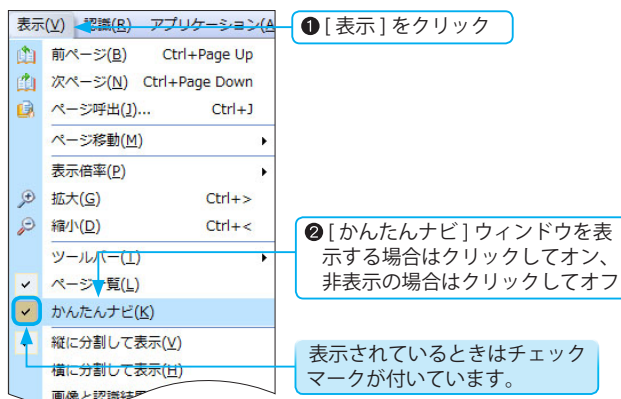 表示(V) 認識(R) アプリケーション(A
❶[表示]をクリック
前ページ(B) Ctrl+Page Up
次ページ(N) Ctrl+Page Down
ページ呼出(J)... Ctrl+J
ページ移動(M)
表示倍率(P)
拡大(G) Ctrl+>
縮小(D) Ctrl+<
ツールバー(T)
ページ一覧(L)
かんたんナビ(K)
縦に分割して表示(V)
横に分割して表示(H)
画像と認識結果
❷[かんたんナビ]ウィンドウを表
示する場合はクリックしてオン、
非表示の場合はクリックしてオフ
表示されているときはチェック
マークが付いています。